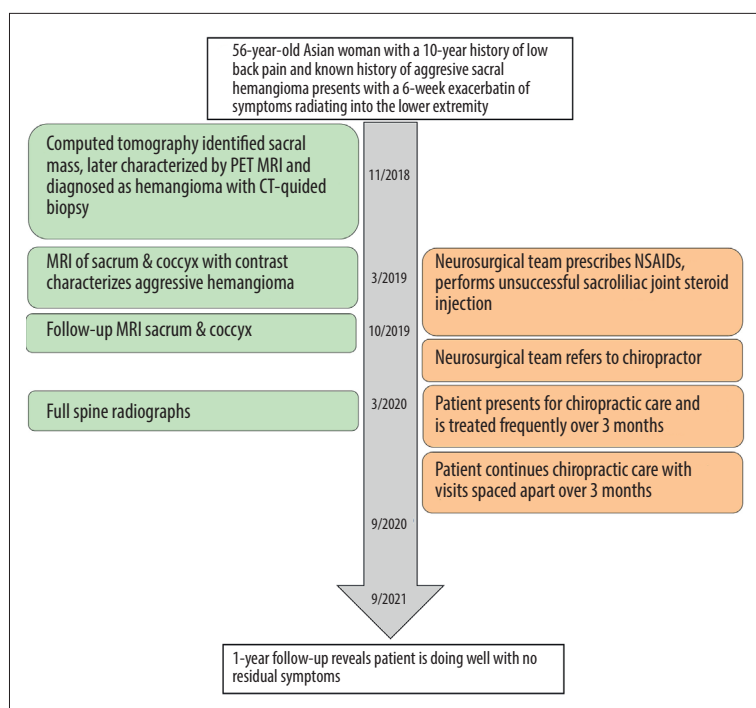 56-year-old Asian woman with a 10-year history of low
back pain and known history of aggresive sacral
hemangioma presents with a 6-week exacerbatin of
symptoms radiating into the lower extremity
Computed tomography identified sacral
mass, later characterized by PET MRI and
diagnosed as hemangioma with CT-quided
biopsy
11/2018
MRI of sacrum & coccyx with contrast
characterizes aggressive hemangioma
3/2019
Neurosurgical team prescribes NSAIDs,
performs unsuccessful sacroliliac joint steroid
injection
Follow-up MRI sacrum & coccyx
10/2019
Neurosurgical team refers to chiropractor
Full spine radiographs
3/2020
Patient presents for chiropractic care and
is treated frequently over 3 months
Patient continues chiropractic care with
visits spaced apart over 3 months
9/2020
9/2021
1-year follow-up reveals patient is doing well with no
residual symptoms